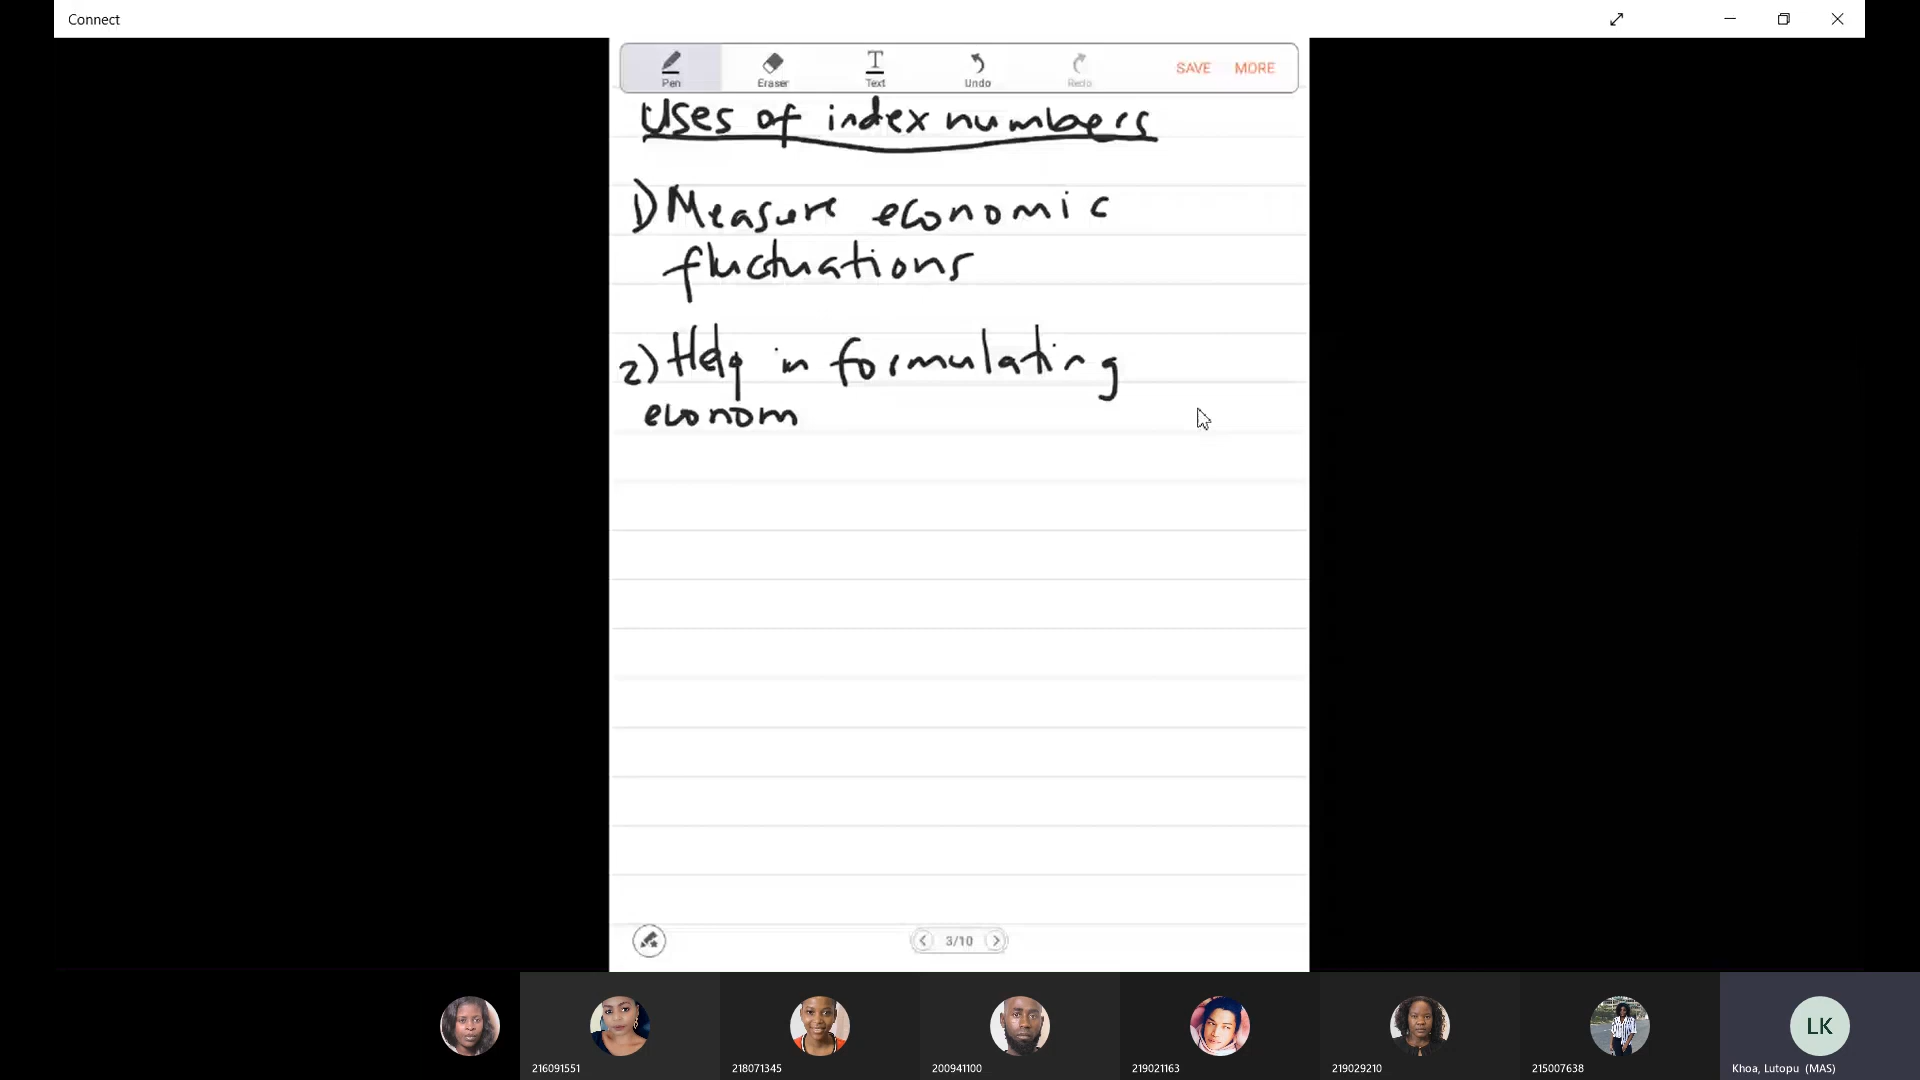 Connect
Pen
Eraser
Text
Undo
Redo
SAVE
MORE
Uses of index numbers
1) Measure economic
fluctuations
2) Help in formulating
econom
3/10
LK
216091551
218071345
200941100
219021163
219029210
215007638
Khoa, Lutopu (MAS)